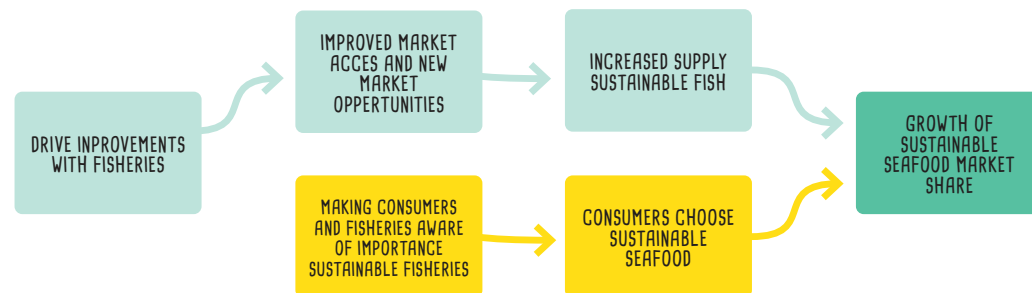 DRIVE INPROVEMENTS
WITH FISHERIES
IMPROVED MARKET
ACCES AND NEW
MARKET
OPPERTUNITIES
INCREASED SUPPLY
SUSTAINABLE FISH
GROWTH OF
SUSTAINABLE
SEAFOOD MARKET
SHARE
MAKING CONSUMERS
AND FISHERIES AWARE
OF IMPORTANCE
SUSTAINABLE FISHERIES
CONSUMERS CHOOSE
SUSTAINABLE
SEAFOOD